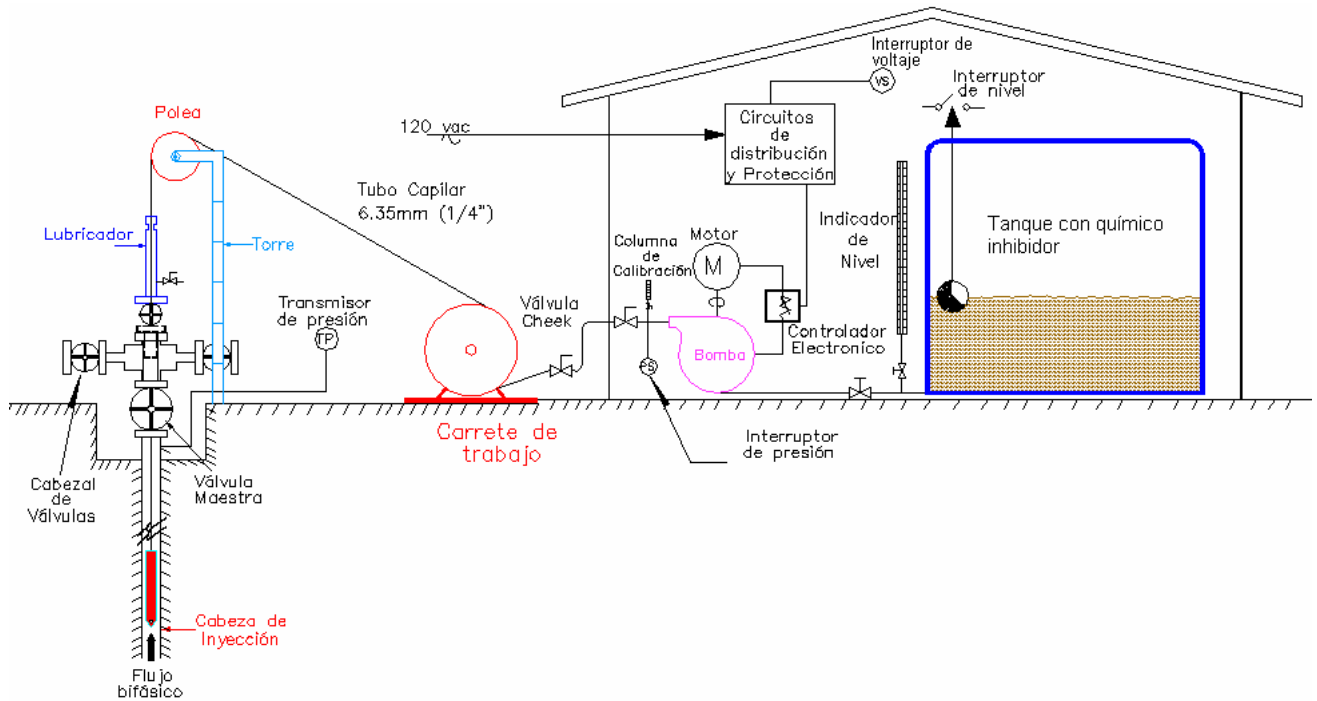 Interruptor de
voltaje
VS
Interruptor
de nivel
Polea
120 vac
Circuitos
de
distribución
y Protección
Tubo Capilar
6.35mm (1/4")
Lubricador
Torre
Columna
de
Calibración
Motor
M
Indicador
de
Nivel
Tanque con químico
inhibidor
Transmisor
de presión
TP
Válvula
Cheek
Controlador
Electronico
Bomba
PS
Carrete de
trabajo
Interruptor
de presión
Cabezal
de
Válvulas
Válvula
Maestra
Cabeza de
Inyección
Flujo
bifásico